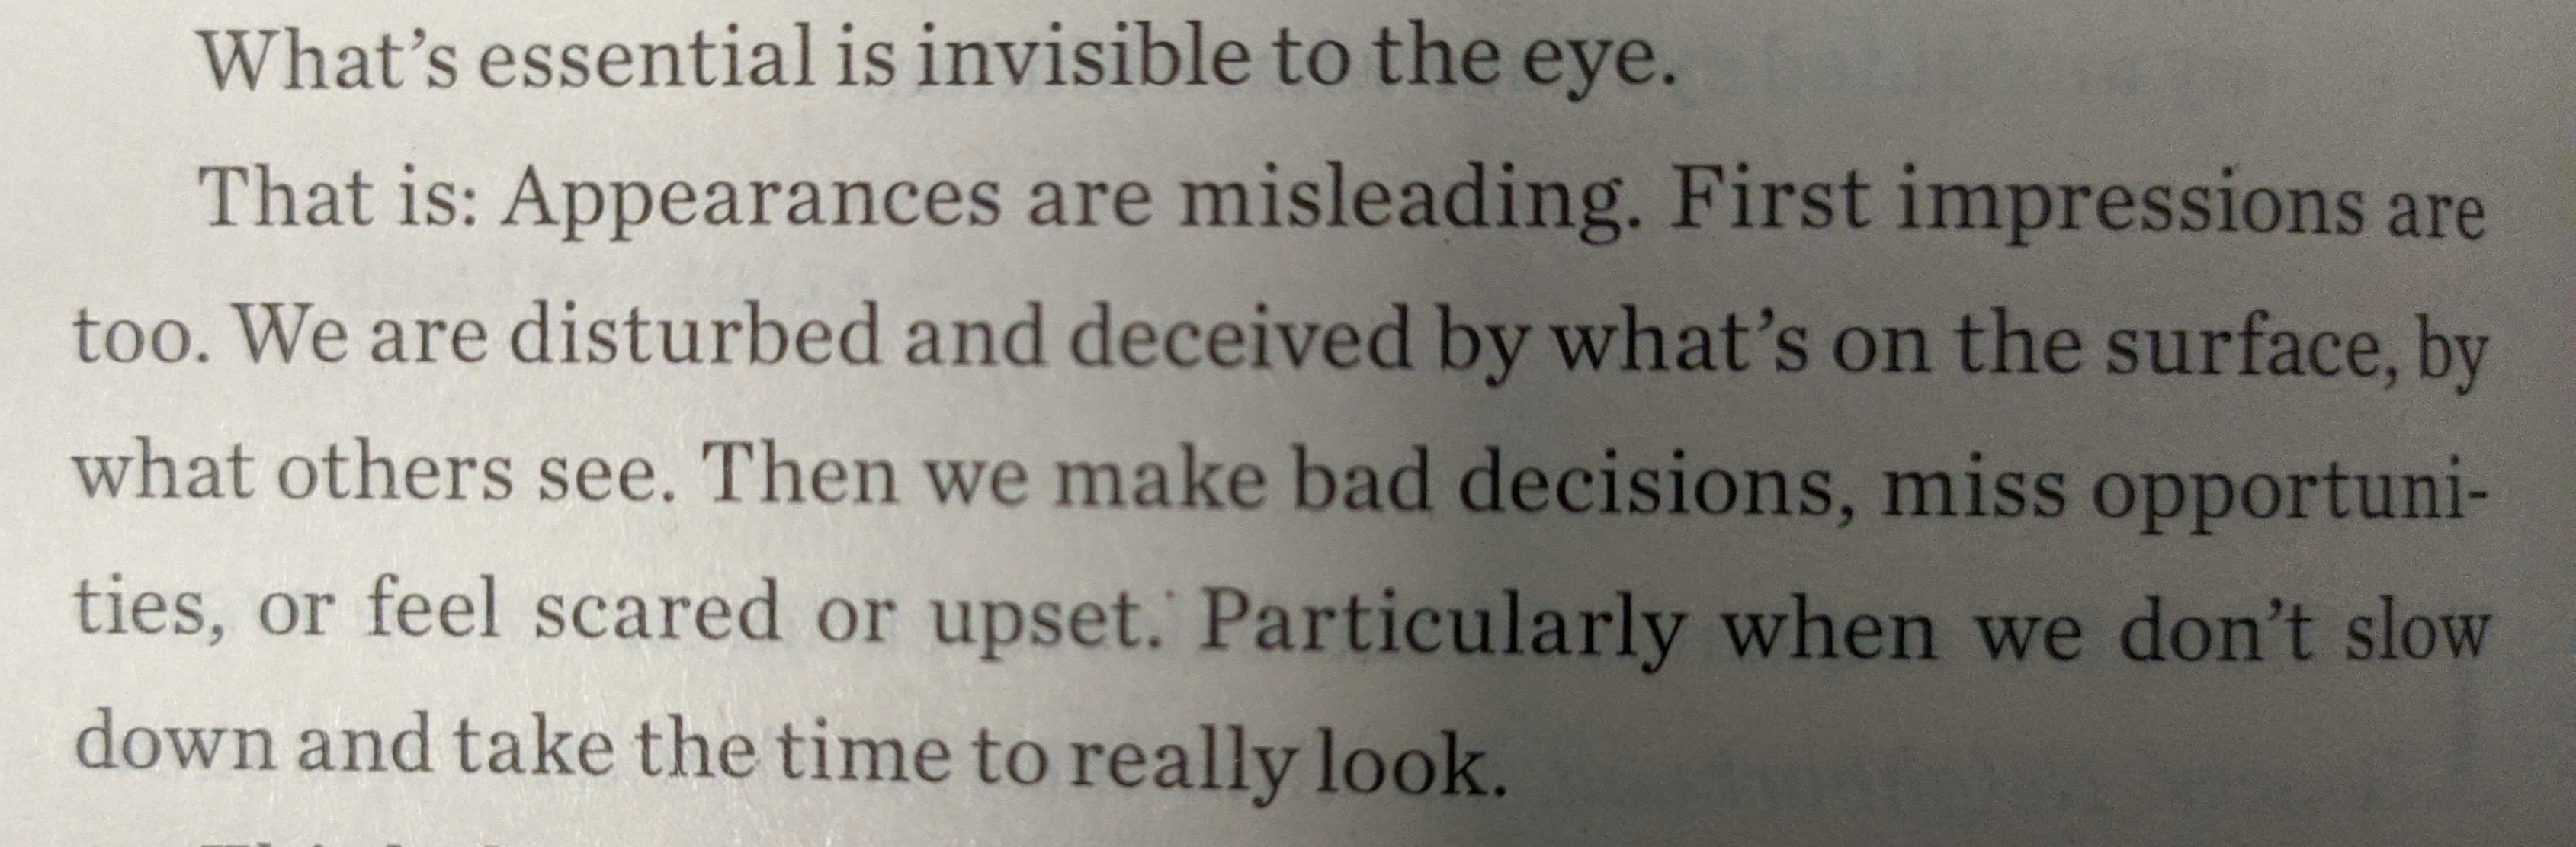 What’s essential is invisible to the eye.
That is: Appearances are misleading. First impressions are
too. We are disturbed and deceived by what’s on the surface, by
what others see. Then we make bad decisions, miss opportuni-
ties, or feel scared or upset. Particularly when we don’t slow
down and take the time to really look.